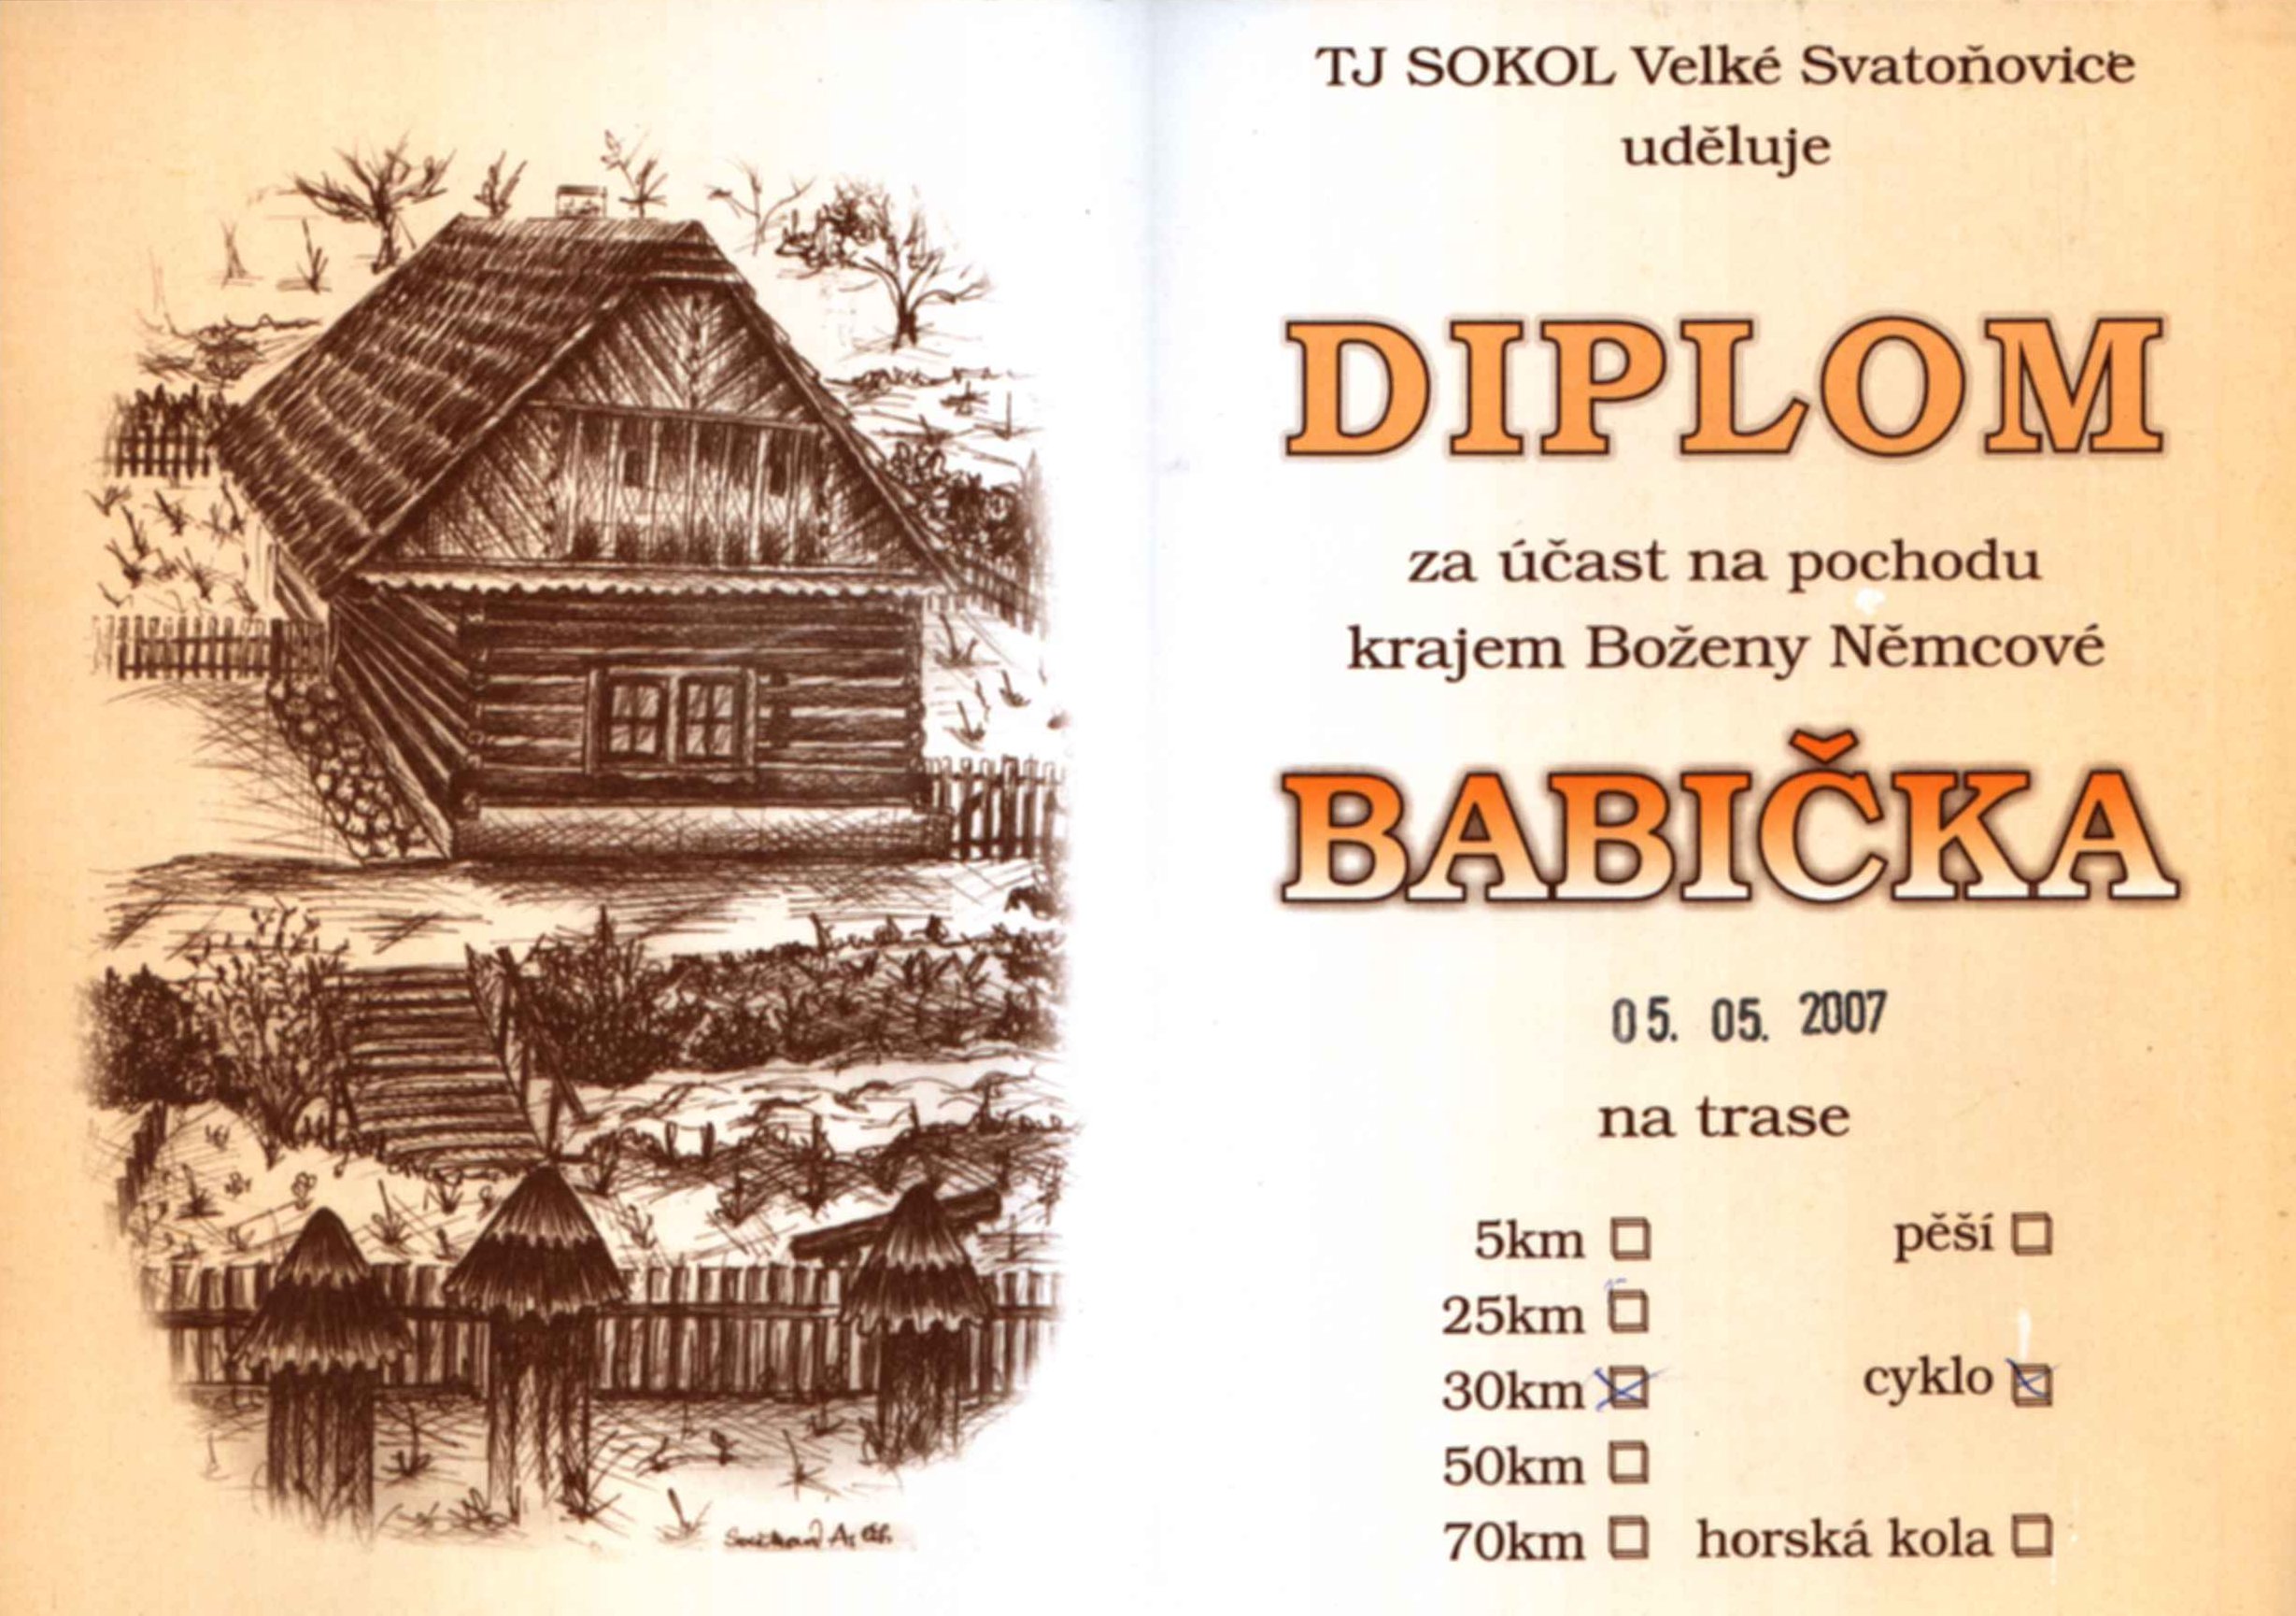 TJ SOKOL Velké Svatoňovice
uděluje
DIPLOM
za účast na pochodu
krajem Boženy Němcové
BABIČKA
05. 05. 2007
na trase
5km
pěší
25km
30km
cyklo
50km
70km
horská kola